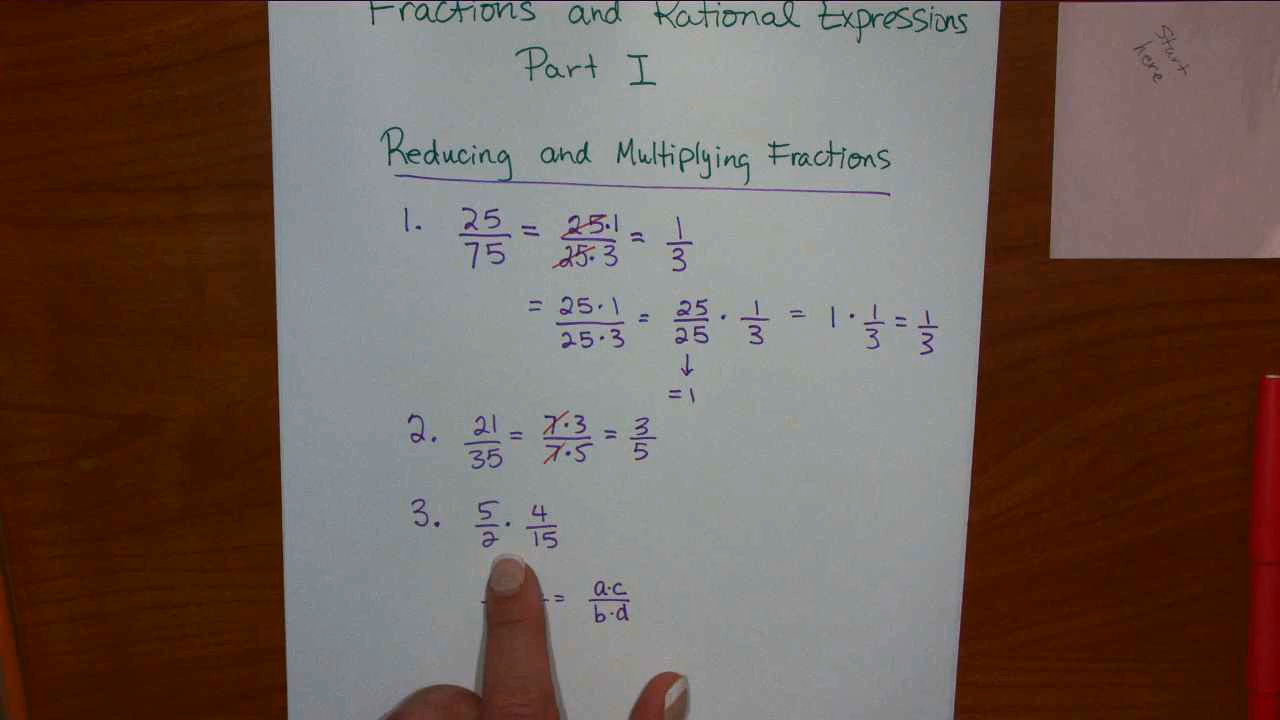 Fractions and Rational Expressions
Part I
Start
here
Reducing and Multiplying Fractions
1. 25/75 = 25·1/25·3 = 1/3
= 25·1/25·3 = 25/25 · 1/3 = 1 · 1/3 = 1/3
↓
=1
2. 21/35 = 7·3/7·5 = 3/5
3. 5/2 · 4/15
= a·c/b·d